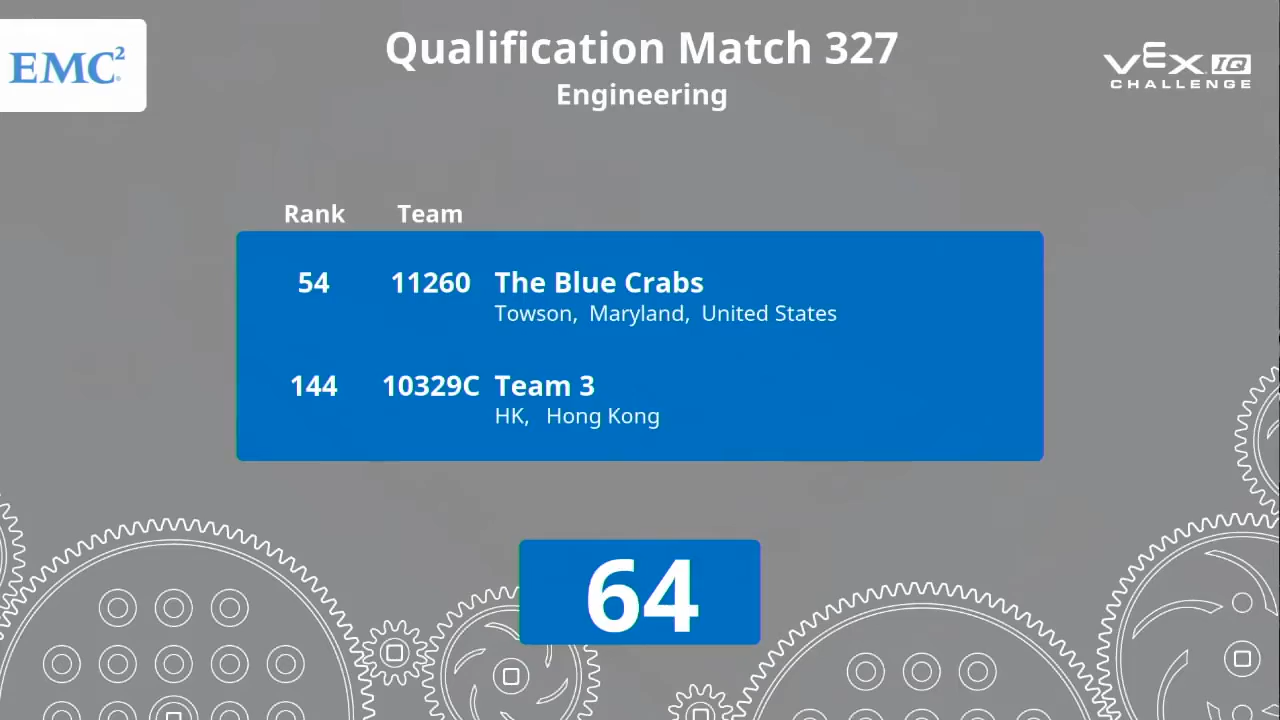 EMC²
Qualification Match 327
Engineering
VEX IQ
CHALLENGE
Rank Team
54 11260 The Blue Crabs
Towson, Maryland, United States
144 10329C Team 3
HK, Hong Kong
64